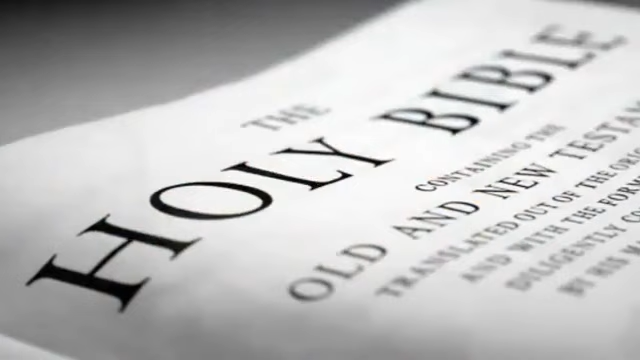 THE
HOLY BIBLE
CONTAINING THE
OLD AND NEW
TRANSLATED OUT OF THE
AND WITH THE
DILIGENTLY
BY HIS